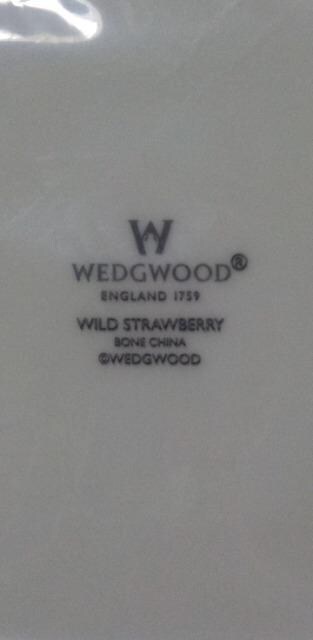 W
WEDGWOOD®
ENGLAND 1759
WILD STRAWBERRY
BONE CHINA
©WEDGWOOD